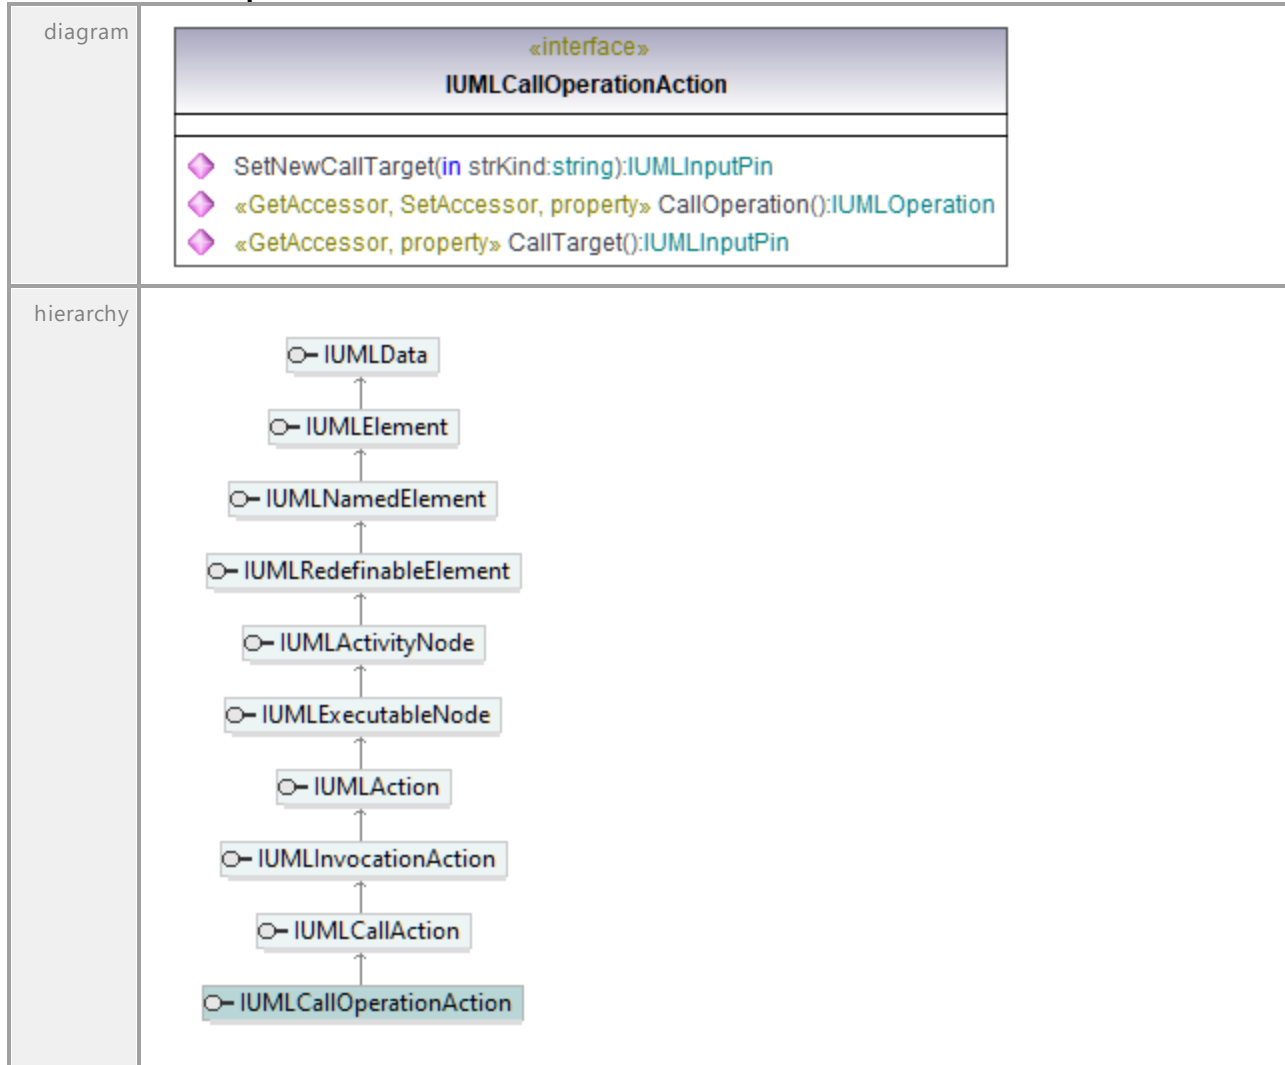 diagram
«interface»
IUMLCallOperationAction
SetNewCallTarget(in strKind:string):IUMLInputPin
«GetAccessor, SetAccessor, property» CallOperation():IUMLOperation
«GetAccessor, property» CallTarget():IUMLInputPin
hierarchy
IUMLData
IUMLElement
IUMLNamedElement
IUMLRedefinableElement
IUMLActivityNode
IUMLExecutableNode
IUMLAction
IUMLInvocationAction
IUMLCallAction
IUMLCallOperationAction